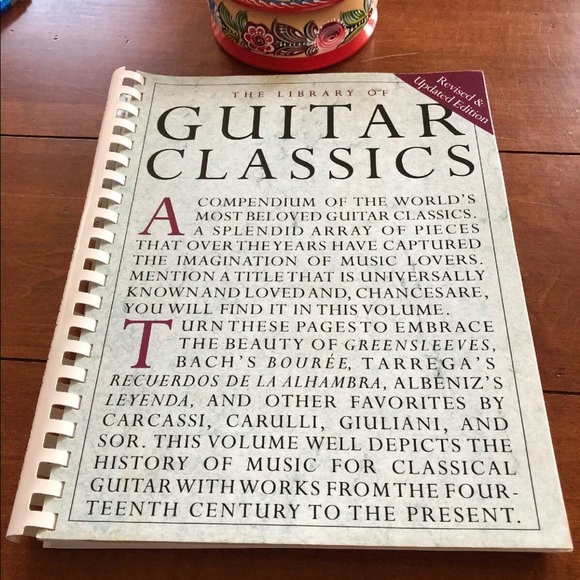 THE LIBRARY OF
GUITAR
CLASSICS
Revised &
Updated Edition
A COMPENDIUM OF THE WORLD'S
MOST BELOVED GUITAR CLASSICS.
A SPLENDID ARRAY OF PIECES
THAT OVER THE YEARS HAVE CAPTURED
THE IMAGINATION OF MUSIC LOVERS.
MENTION A TITLE THAT IS UNIVERSALLY
KNOWN AND LOVED AND, CHANCES ARE,
YOU WILL FIND IT IN THIS VOLUME.
TURN THESE PAGES TO EMBRACE
THE BEAUTY OF GREENSLEEVES,
BACH'S BOURÉE, TARREGA'S
RECUERDOS DE LA ALHAMBRA, ALBÉNIZ'S
LEYENDA, AND OTHER FAVORITES BY
CARCASSI, CARULLI, GIULIANI, AND
SOR. THIS VOLUME WELL DEPICTS THE
HISTORY OF MUSIC FOR CLASSICAL
GUITAR WITH WORKS FROM THE FOUR-
TEENTH CENTURY TO THE PRESENT.